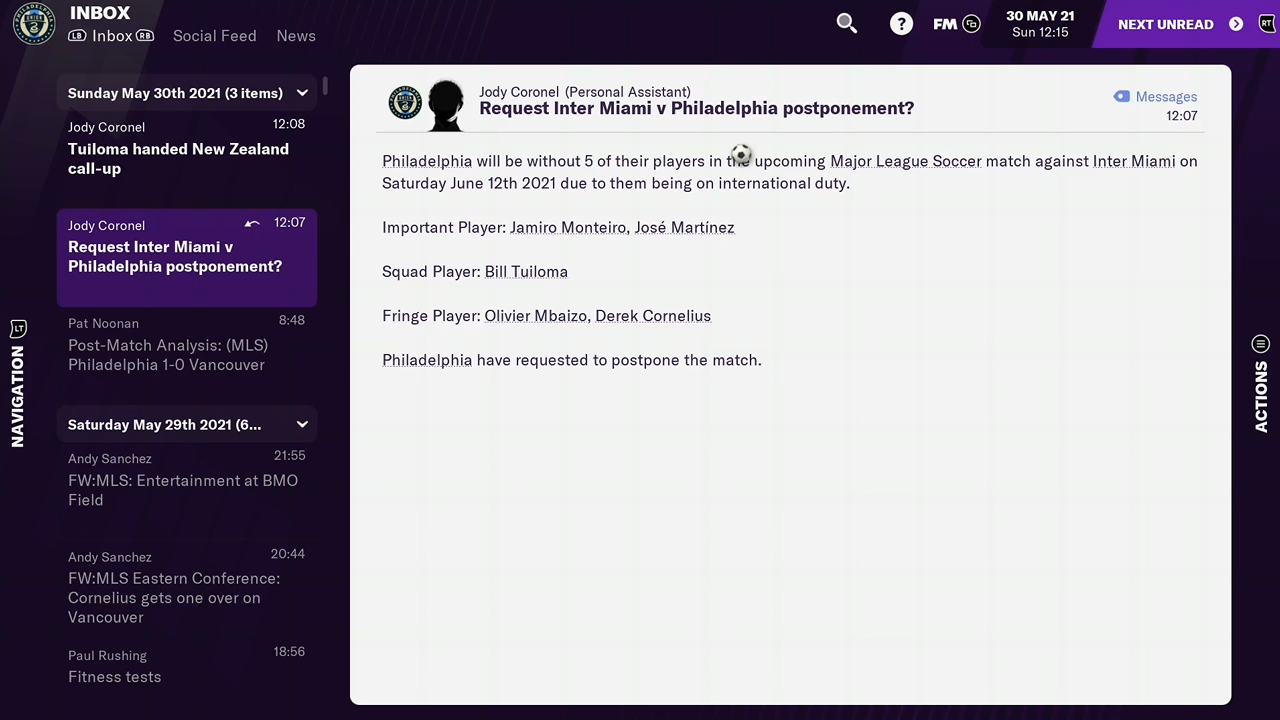 INBOX
LB Inbox RB Social Feed News
FM
30 MAY 21
Sun 12:15
NEXT UNREAD
RT
Sunday May 30th 2021 (3 items)
Jody Coronel 12:08
Tuiloma handed New Zealand
call-up
Jody Coronel 12:07
Request Inter Miami v
Philadelphia postponement?
Pat Noonan 8:48
Post-Match Analysis: (MLS)
Philadelphia 1-0 Vancouver
Saturday May 29th 2021 (6...
Andy Sanchez 21:55
FW:MLS: Entertainment at BMO
Field
Andy Sanchez 20:44
FW:MLS Eastern Conference:
Cornelius gets one over on
Vancouver
Paul Rushing 18:56
Fitness tests
LT
NAVIGATION
Jody Coronel (Personal Assistant)
Request Inter Miami v Philadelphia postponement?
Messages
12:07
Philadelphia will be without 5 of their players in the upcoming Major League Soccer match against Inter Miami on
Saturday June 12th 2021 due to them being on international duty.
Important Player: Jamiro Monteiro, José Martínez
Squad Player: Bill Tuiloma
Fringe Player: Olivier Mbaizo, Derek Cornelius
Philadelphia have requested to postpone the match.
ACTIONS